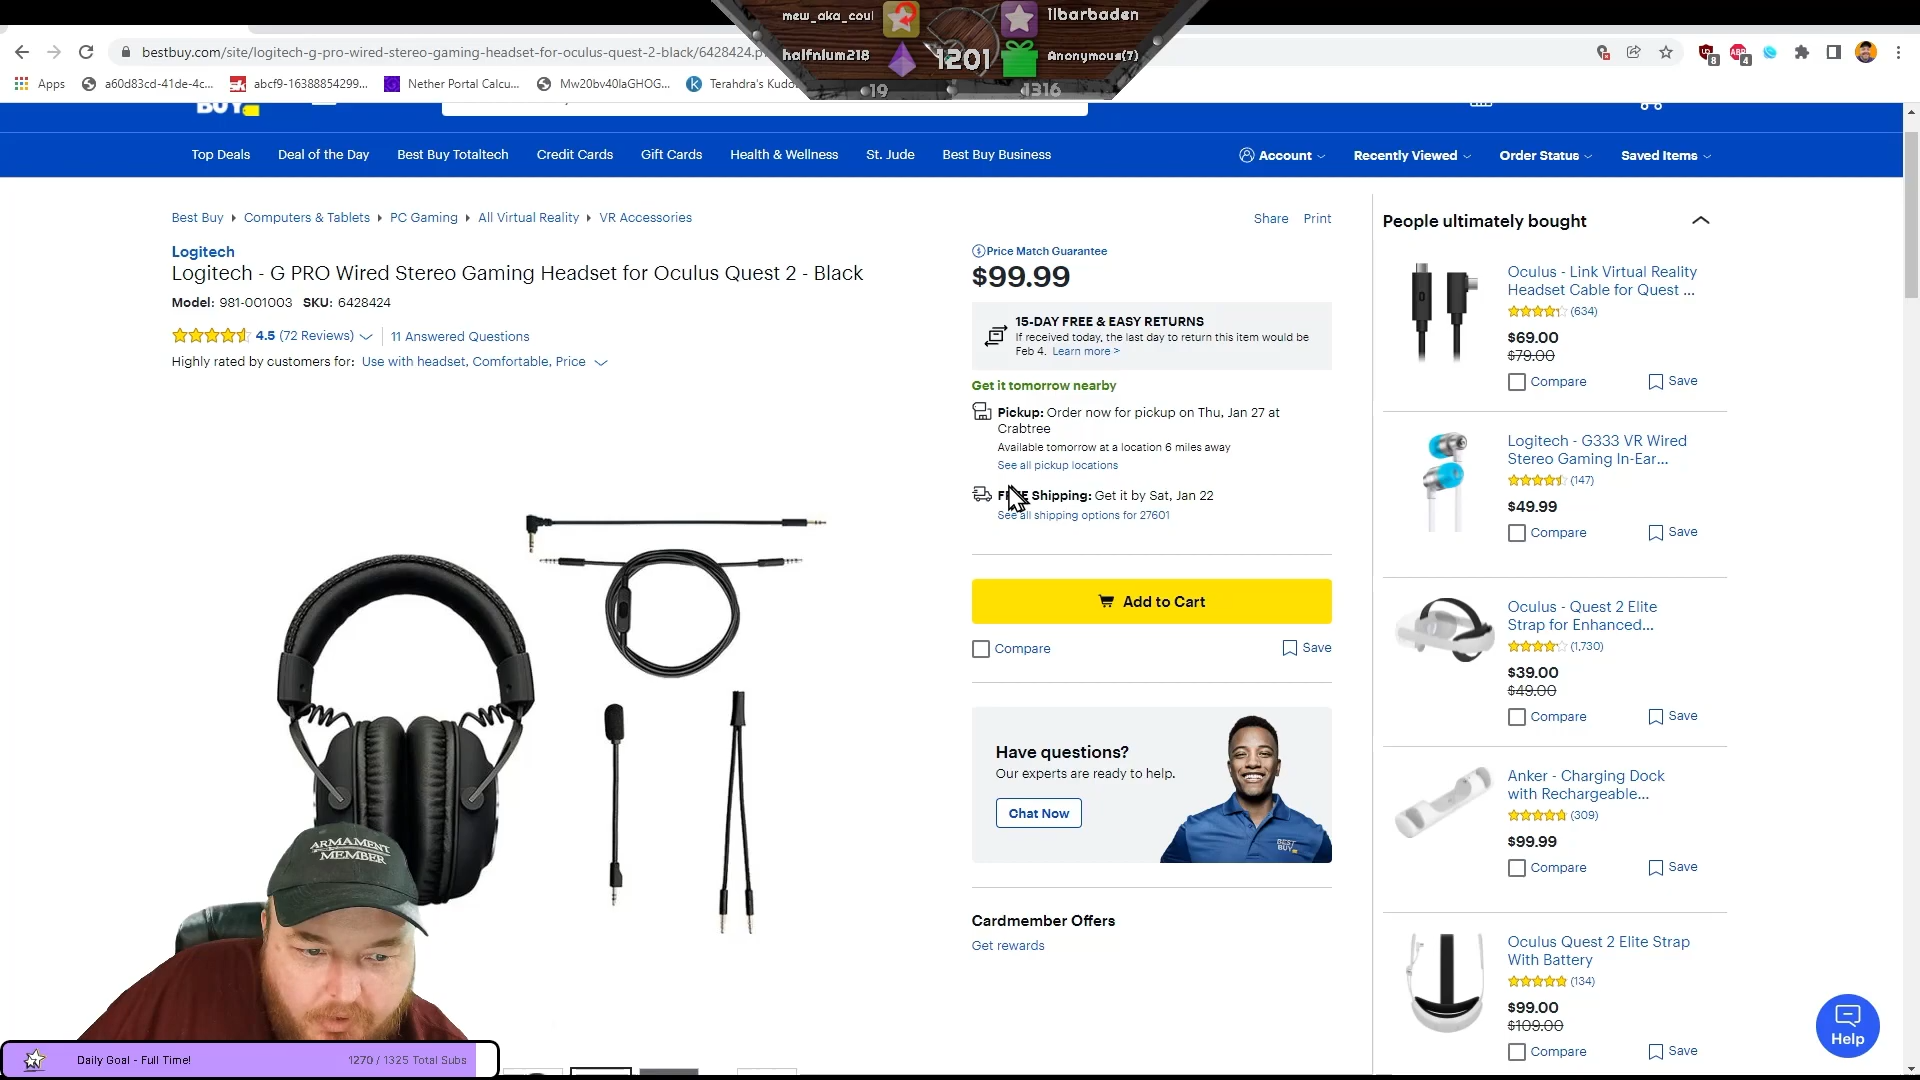 mew_aka_coul
1lbarbaden
halfnlum218
1201
Anonymous(7)
19
1316
bestbuy.com/site/logitech-g-pro-wired-stereo-gaming-headset-for-oculus-quest-2-black/6428424.p
8
4
Apps
a60d83cd-41de-4c...
abcf9-16388854299...
Nether Portal Calcu...
Mw20bv40laGHOG...
Terahdra's Kudo
BUY
Top Deals
Deal of the Day
Best Buy Totaltech
Credit Cards
Gift Cards
Health & Wellness
St. Jude
Best Buy Business
Account
Recently Viewed
Order Status
Saved Items
Best Buy
Computers & Tablets
PC Gaming
All Virtual Reality
VR Accessories
Share
Print
Logitech
Logitech - G PRO Wired Stereo Gaming Headset for Oculus Quest 2 - Black
Model: 981-001003 SKU: 6428424
4.5 (72 Reviews)
11 Answered Questions
Highly rated by customers for: Use with headset, Comfortable, Price
Price Match Guarantee
$99.99
15-DAY FREE & EASY RETURNS
If received today, the last day to return this item would be
Feb 4. Learn more >
Get it tomorrow nearby
Pickup: Order now for pickup on Thu, Jan 27 at
Crabtree
Available tomorrow at a location 6 miles away
See all pickup locations
FREE Shipping: Get it by Sat, Jan 22
See all shipping options for 27601
Add to Cart
Compare
Save
Have questions?
Our experts are ready to help.
Chat Now
BEST
BUY
Cardmember Offers
Get rewards
People ultimately bought
Oculus - Link Virtual Reality
Headset Cable for Quest ...
(634)
$69.00
$79.00
Compare
Save
Logitech - G333 VR Wired
Stereo Gaming In-Ear...
(147)
$49.99
Compare
Save
Oculus - Quest 2 Elite
Strap for Enhanced...
(1,730)
$39.00
$49.00
Compare
Save
Anker - Charging Dock
with Rechargeable...
(309)
$99.99
Compare
Save
Oculus Quest 2 Elite Strap
With Battery
(134)
$99.00
$109.00
Compare
Save
Help
ARMAMENT
MEMBER
Daily Goal - Full Time!
1270 / 1325 Total Subs